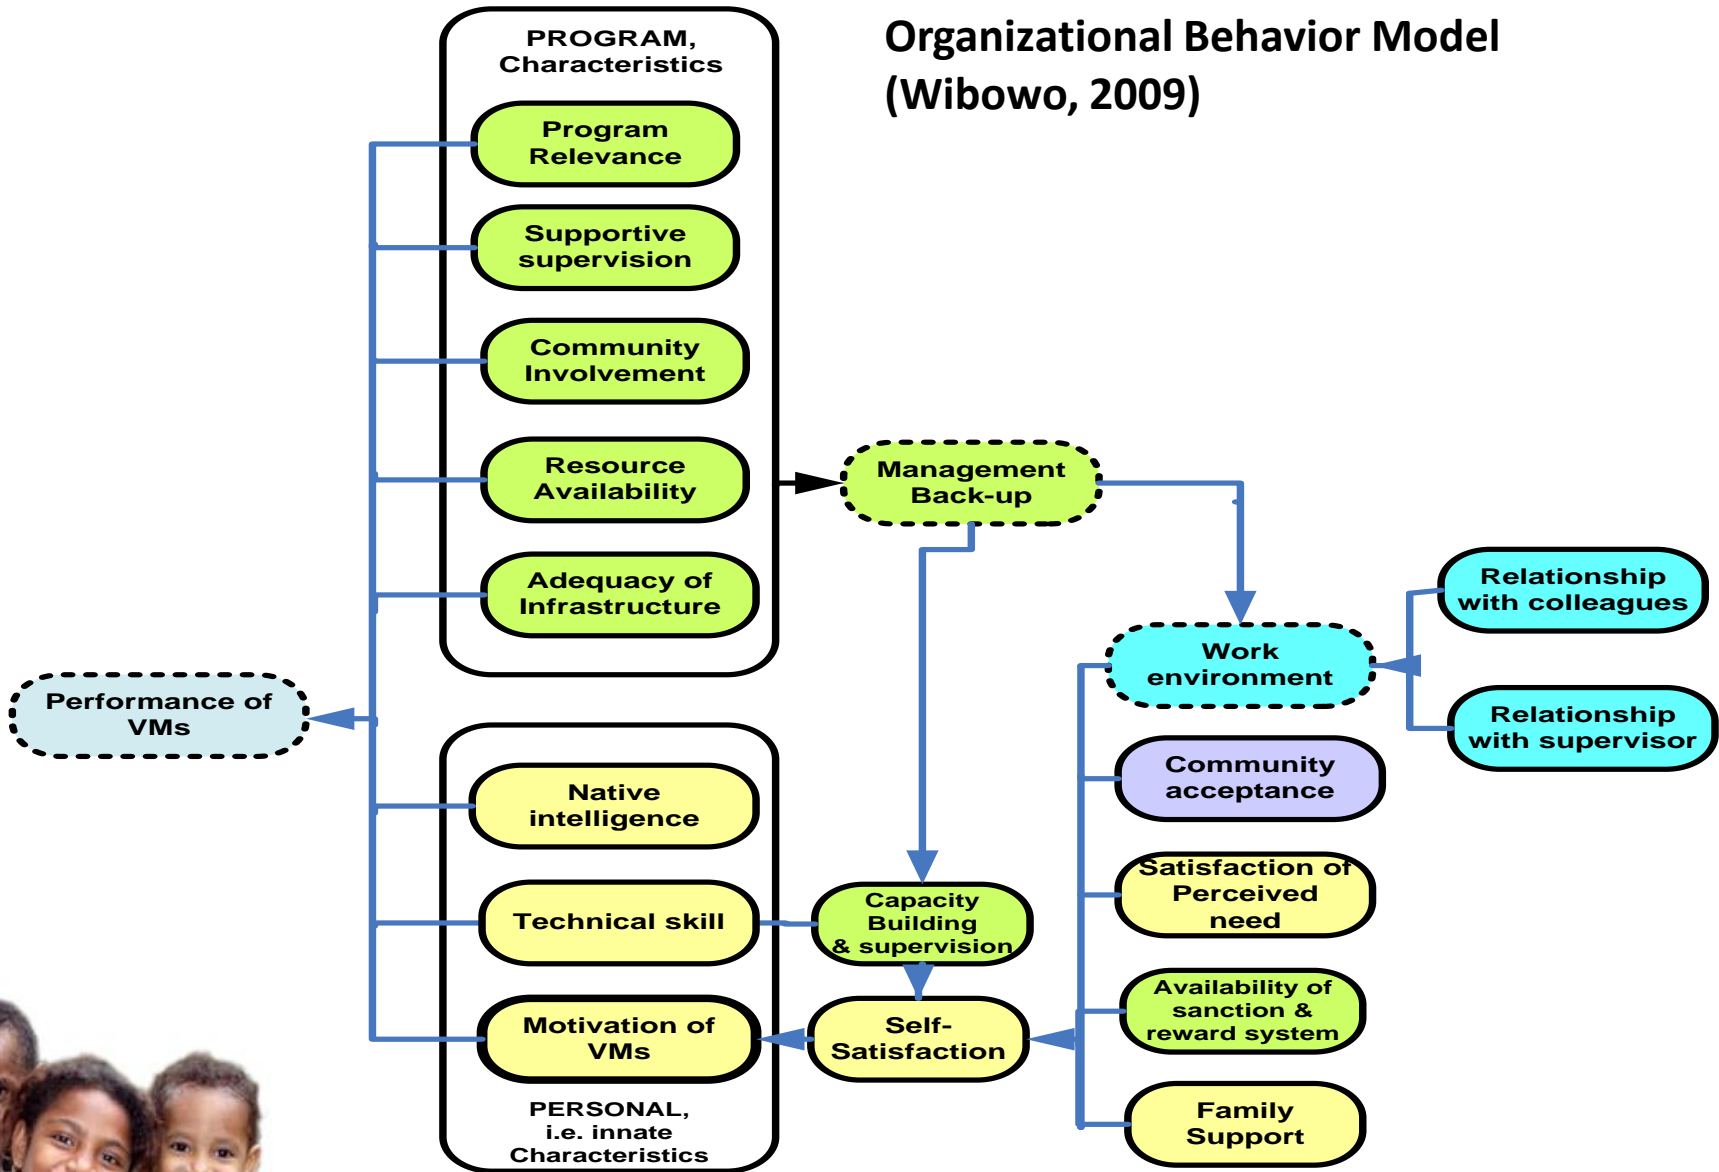 Organizational Behavior Model
(Wibowo, 2009)
PROGRAM,
Characteristics
Program
Relevance
Supportive
supervision
Community
Involvement
Resource
Availability
Adequacy of
Infrastructure
Management
Back-up
Relationship
with colleagues
Work
environment
Relationship
with supervisor
Performance of
VMs
Community
acceptance
Native
intelligence
Satisfaction of
Perceived
need
Technical skill
Capacity
Building
& supervision
Availability of
sanction &
reward system
Motivation of
VMs
Self-
Satisfaction
Family
Support
PERSONAL,
i.e. innate
Characteristics